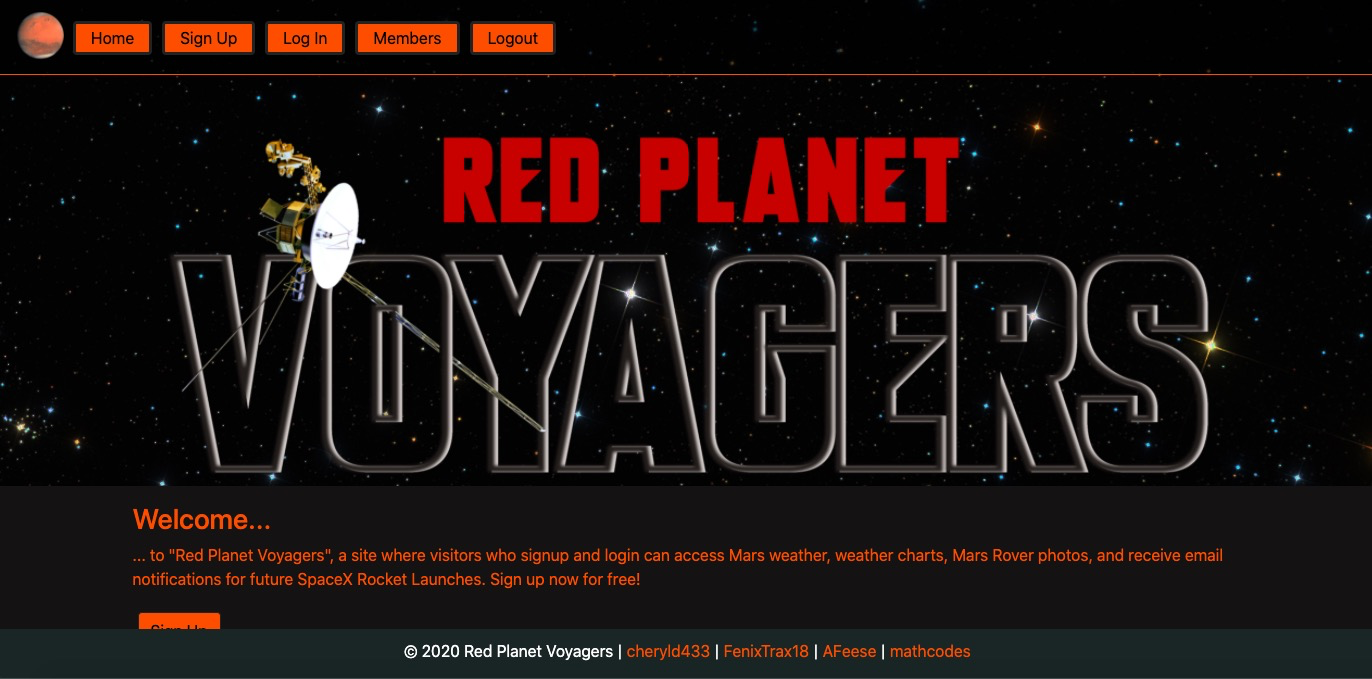 Home Sign Up Log In Members Logout
RED PLANET
VOYAGERS
Welcome...
... to "Red Planet Voyagers", a site where visitors who signup and login can access Mars weather, weather charts, Mars Rover photos, and receive email
notifications for future SpaceX Rocket Launches. Sign up now for free!
Sign Up
© 2020 Red Planet Voyagers | cheryld433 | FenixTrax18 | AFeese | mathcodes